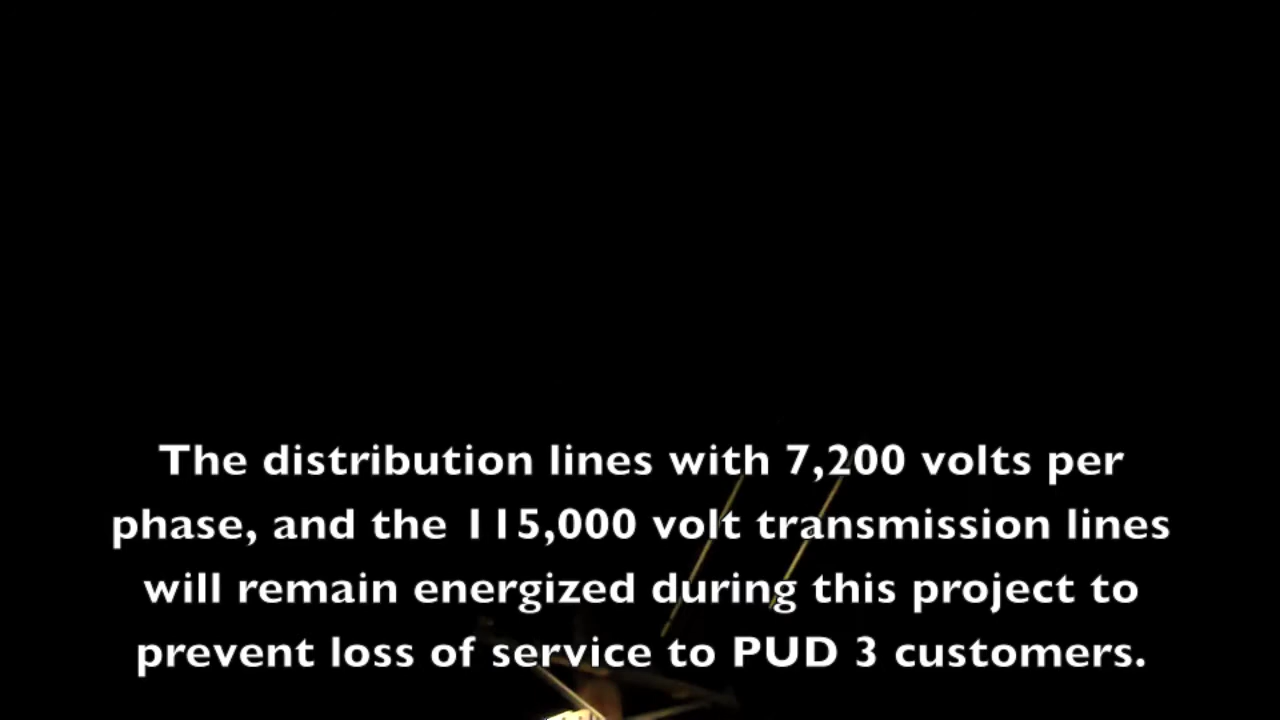 The distribution lines with 7,200 volts per
phase, and the 115,000 volt transmission lines
will remain energized during this project to
prevent loss of service to PUD 3 customers.